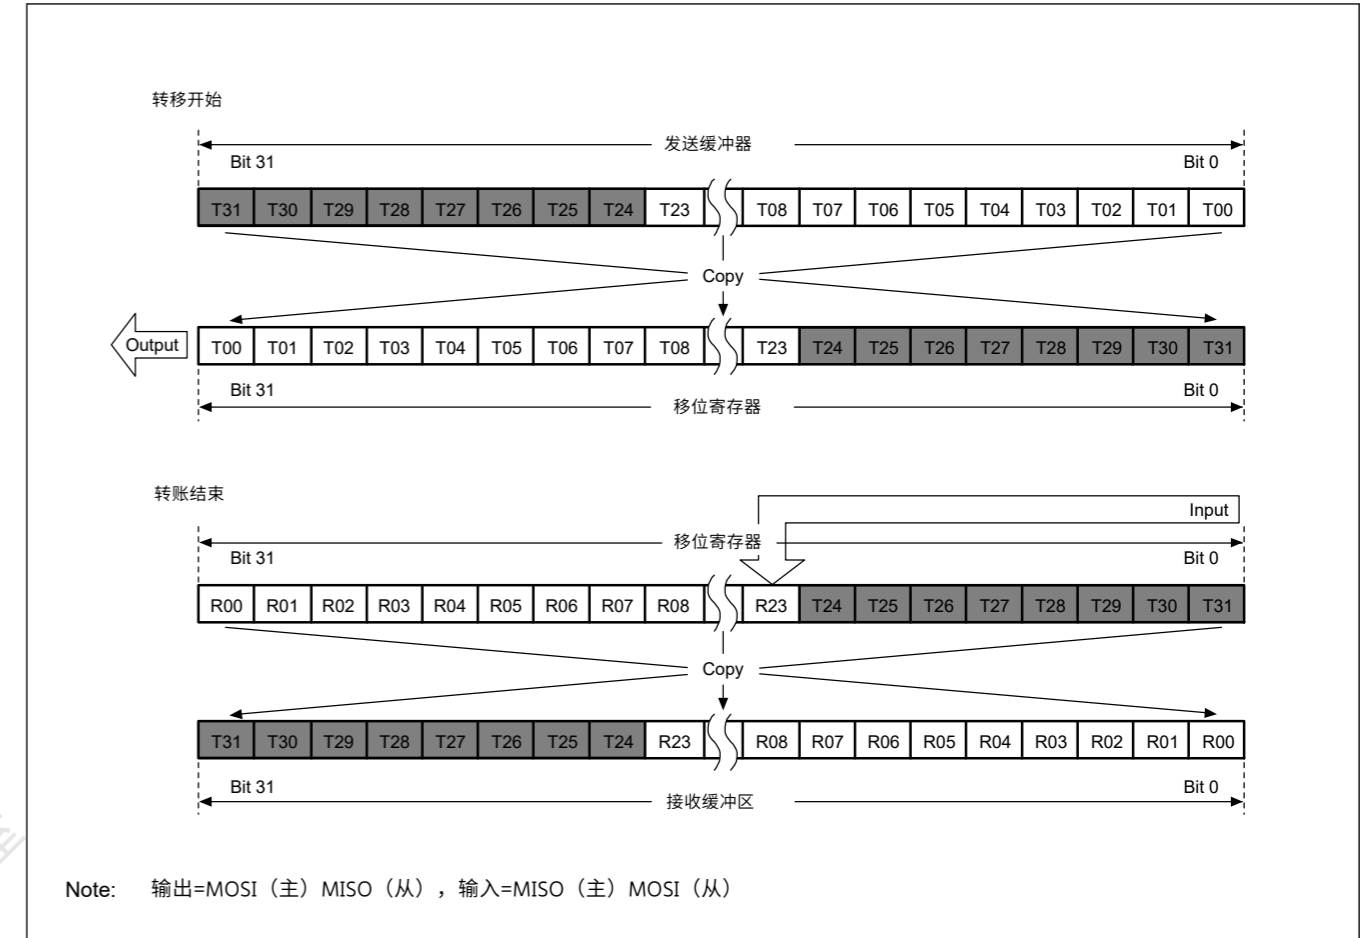 转移开始
发送缓冲器
Bit 31 Bit 0
T31 T30 T29 T28 T27 T26 T25 T24 T23 T08 T07 T06 T05 T04 T03 T02 T01 T00
Copy
Output T00 T01 T02 T03 T04 T05 T06 T07 T08 T23 T24 T25 T26 T27 T28 T29 T30 T31
Bit 31 Bit 0
移位寄存器
转账结束
Input
移位寄存器
Bit 31 Bit 0
R00 R01 R02 R03 R04 R05 R06 R07 R08 R23 T24 T25 T26 T27 T28 T29 T30 T31
Copy
T31 T30 T29 T28 T27 T26 T25 T24 R23 R08 R07 R06 R05 R04 R03 R02 R01 R00
Bit 31 Bit 0
接收缓冲区
Note: 输出=MOSI（主）MISO（从），输入=MISO（主）MOSI（从）